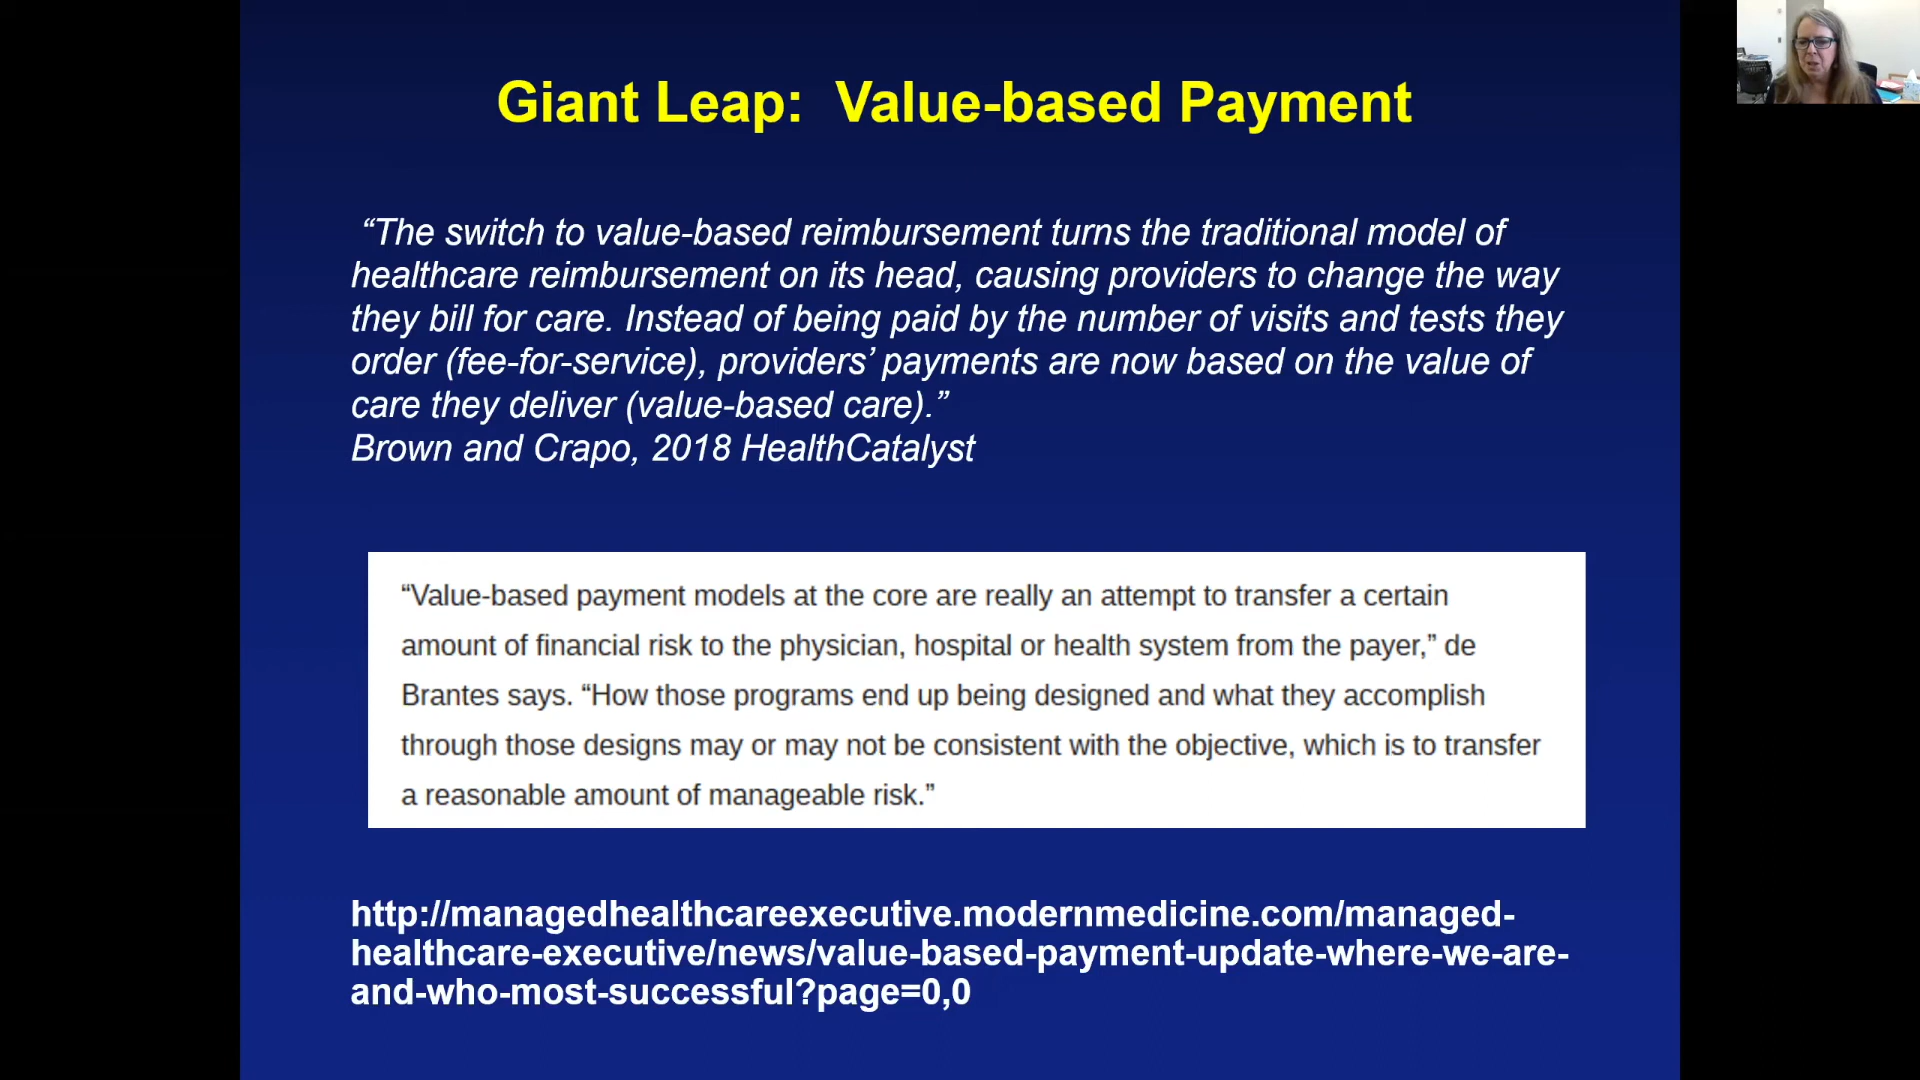 Giant Leap:  Value-based Payment
“The switch to value-based reimbursement turns the traditional model of
healthcare reimbursement on its head, causing providers to change the way
they bill for care. Instead of being paid by the number of visits and tests they
order (fee-for-service), providers’ payments are now based on the value of
care they deliver (value-based care).”
Brown and Crapo, 2018 HealthCatalyst
“Value-based payment models at the core are really an attempt to transfer a certain
amount of financial risk to the physician, hospital or health system from the payer,” de
Brantes says. “How those programs end up being designed and what they accomplish
through those designs may or may not be consistent with the objective, which is to transfer
a reasonable amount of manageable risk.”
http://managedhealthcareexecutive.modernmedicine.com/managed-
healthcare-executive/news/value-based-payment-update-where-we-are-
and-who-most-successful?page=0,0